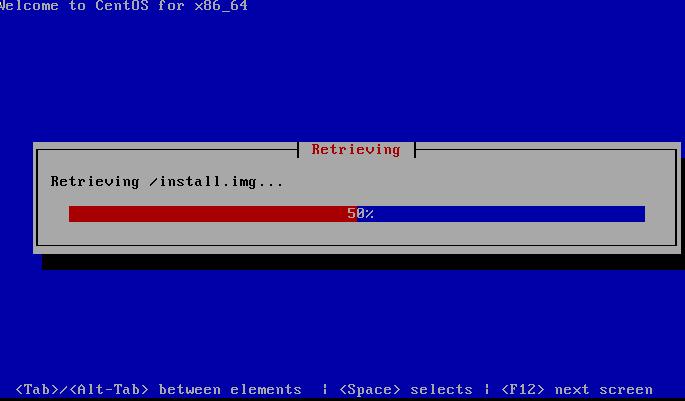 Welcome to CentOS for x86_64
Retrieving
Retrieving /install.img...
50%
<Tab>/<Alt-Tab> between elements | <Space> selects | <F12> next screen